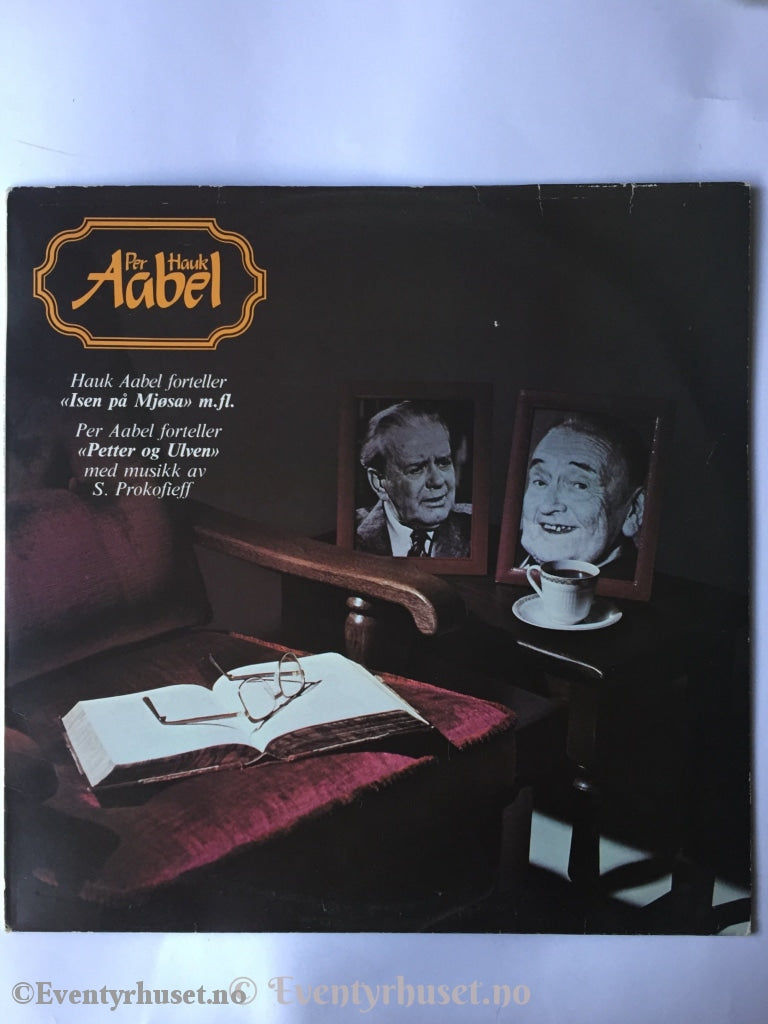 Per Hauk
Aabel
Hauk Aabel forteller
«Isen på Mjøsa» m.fl.
Per Aabel forteller
«Petter og Ulven»
med musikk av
S. Prokofieff
©Eventyrhuset.no
© Eventyrhuset.no